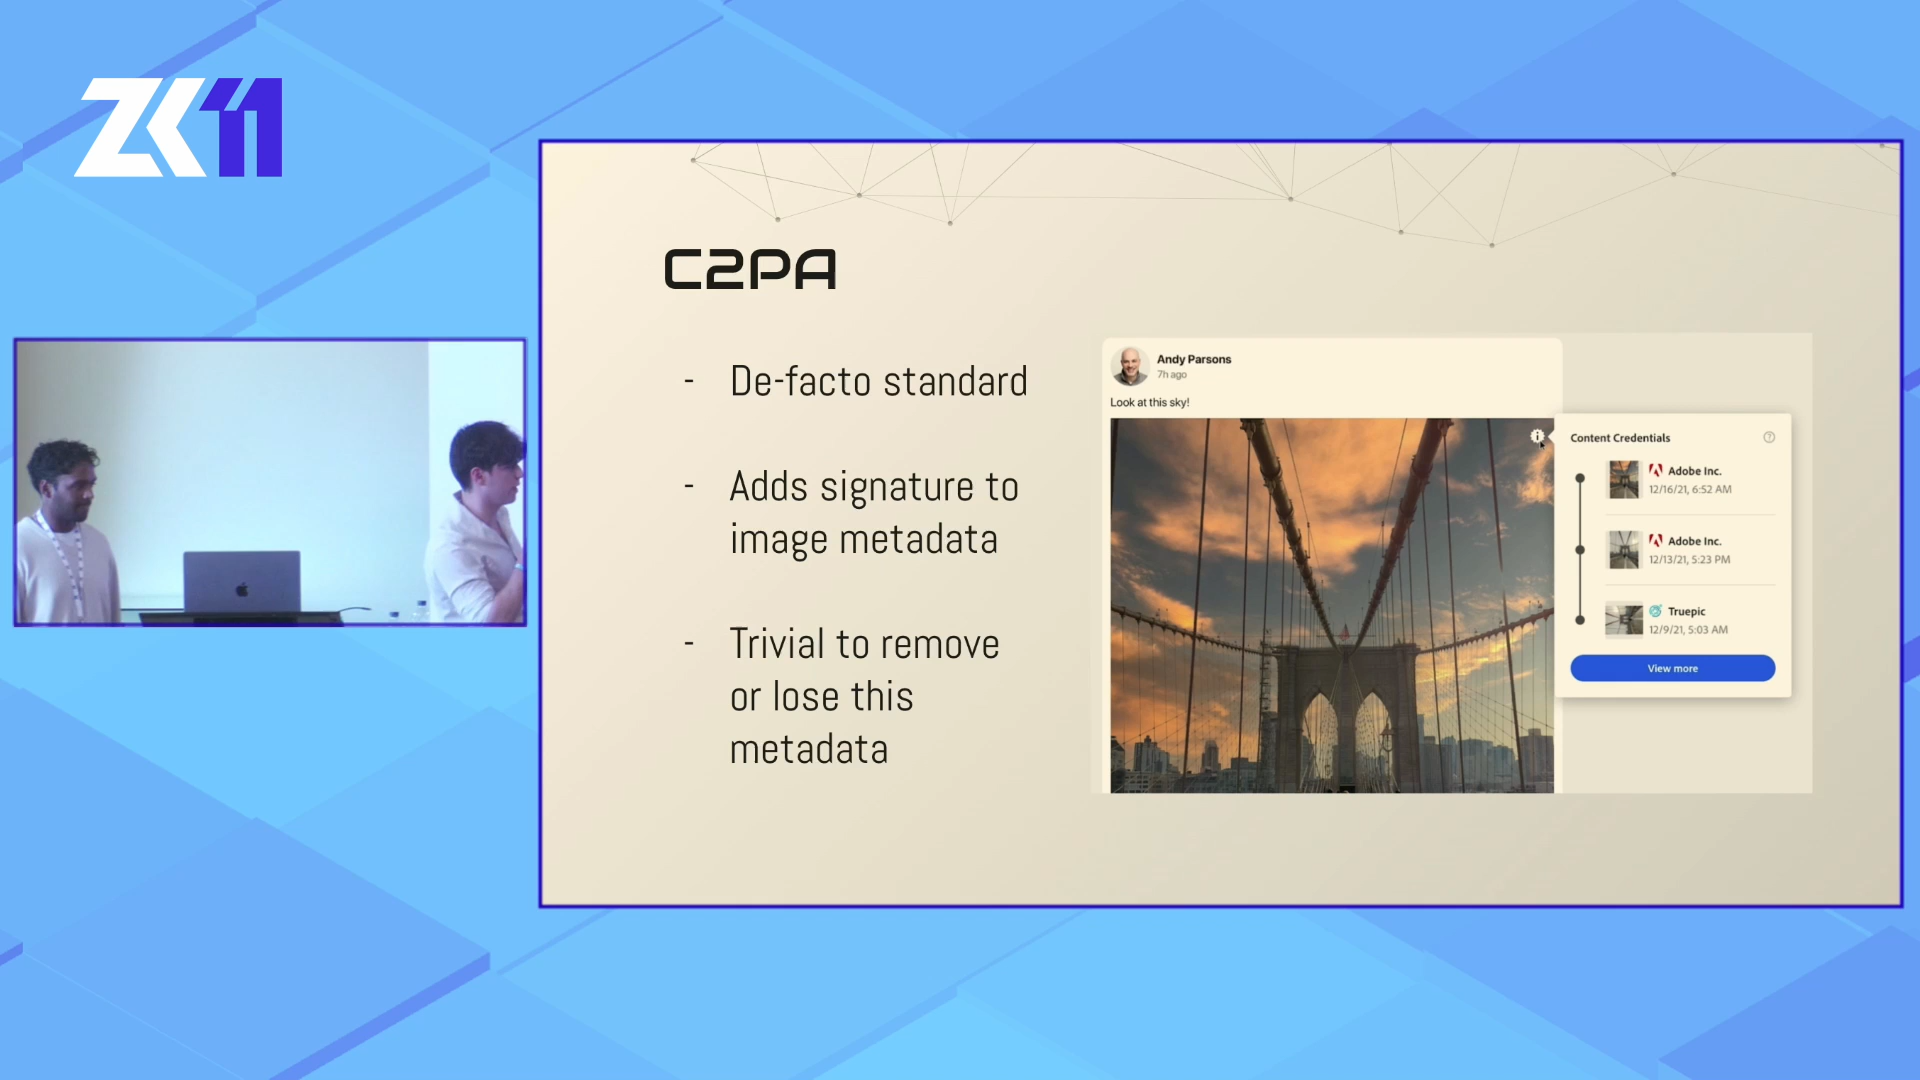 ZK11
C2PA
- De-facto standard
- Adds signature to
image metadata
- Trivial to remove
or lose this
metadata
Andy Parsons
7h ago
Look at this sky!
Content Credentials
Adobe Inc.
12/16/21, 6:52 AM
Adobe Inc.
12/13/21, 5:23 PM
Truepic
12/9/21, 5:03 AM
View more